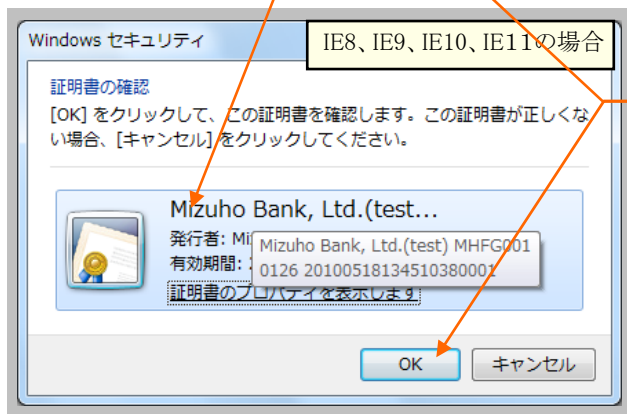 Windows セキュリティ
IE8、IE9、IE10、IE11の場合
証明書の確認
[OK] をクリックして、この証明書を確認します。この証明書が正しくな
い場合、[キャンセル] をクリックしてください。
Mizuho Bank, Ltd.(test...
発行者: Mi
Mizuho Bank, Ltd.(test) MHFG001
有効期間:
0126 20100518134510380001
証明書のプロパティを表示します
OK
キャンセル